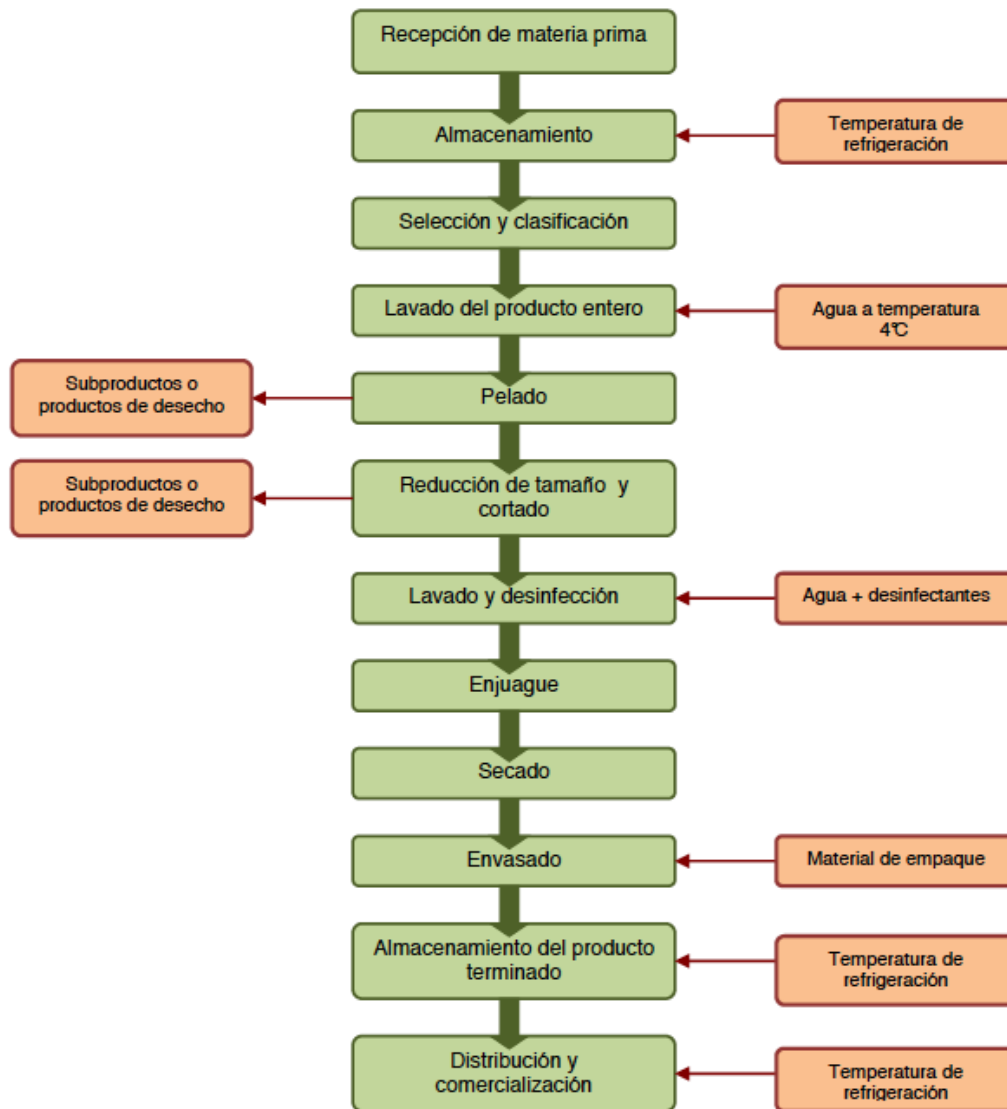 Recepción de materia prima
Almacenamiento
Temperatura de
refrigeración
Selección y clasificación
Lavado del producto entero
Agua a temperatura
4°C
Subproductos o
productos de desecho
Pelado
Subproductos o
productos de desecho
Reducción de tamaño y
cortado
Lavado y desinfección
Agua + desinfectantes
Enjuague
Secado
Envasado
Material de empaque
Almacenamiento del producto
terminado
Temperatura de
refrigeración
Distribución y
comercialización
Temperatura de
refrigeración